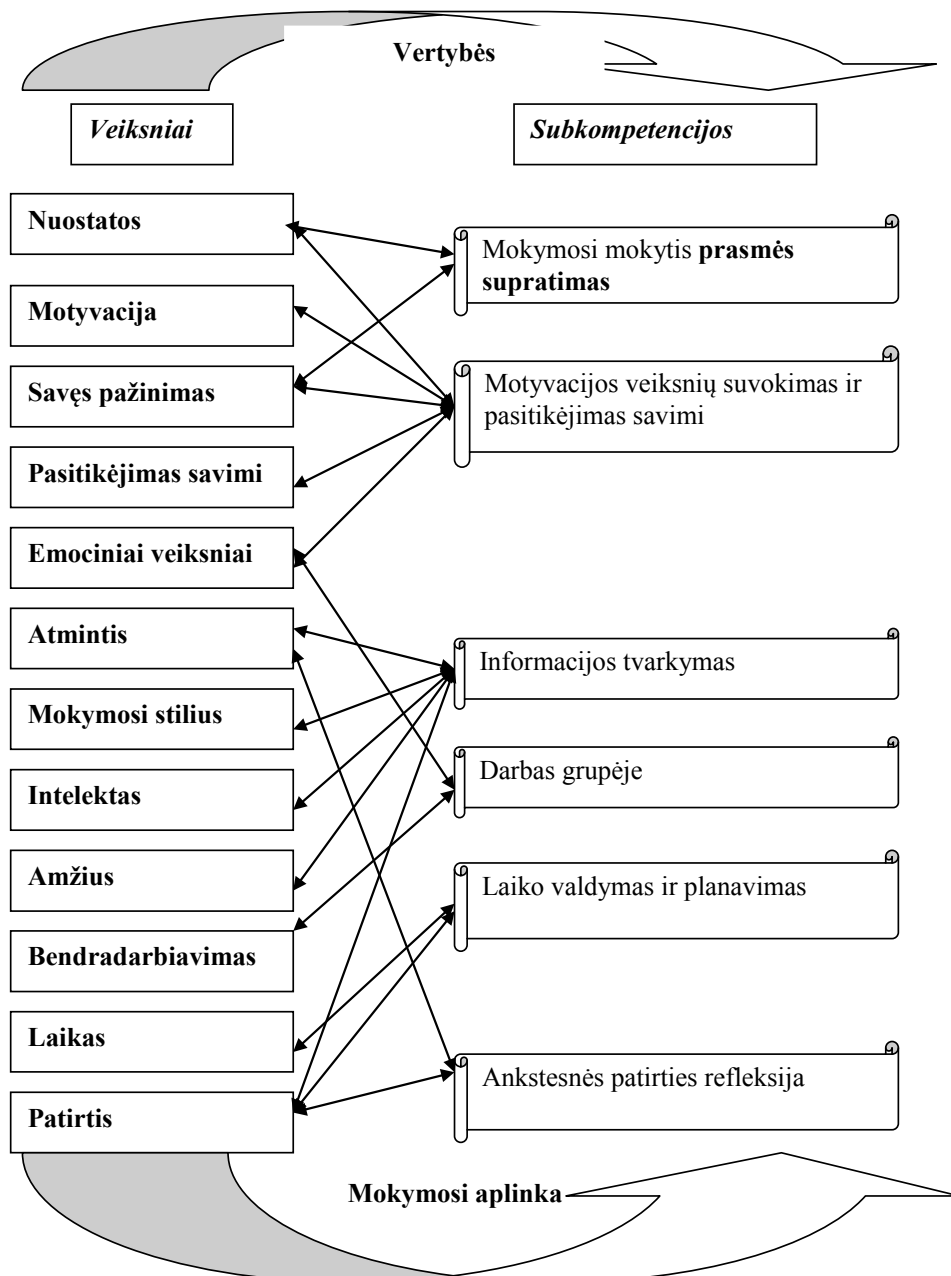 Vertybės
Veiksniai
Subkompetencijos
Nuostatos
Motyvacija
Savęs pažinimas
Pasitikėjimas savimi
Emociniai veiksniai
Atmintis
Mokymosi stilius
Intelektas
Amžius
Bendradarbiavimas
Laikas
Patirtis
Mokymosi mokytis prasmės
supratimas
Motyvacijos veiksnių suvokimas ir
pasitikėjimas savimi
Informacijos tvarkymas
Darbas grupėje
Laiko valdymas ir planavimas
Ankstesnės patirties refleksija
Mokymosi aplinka